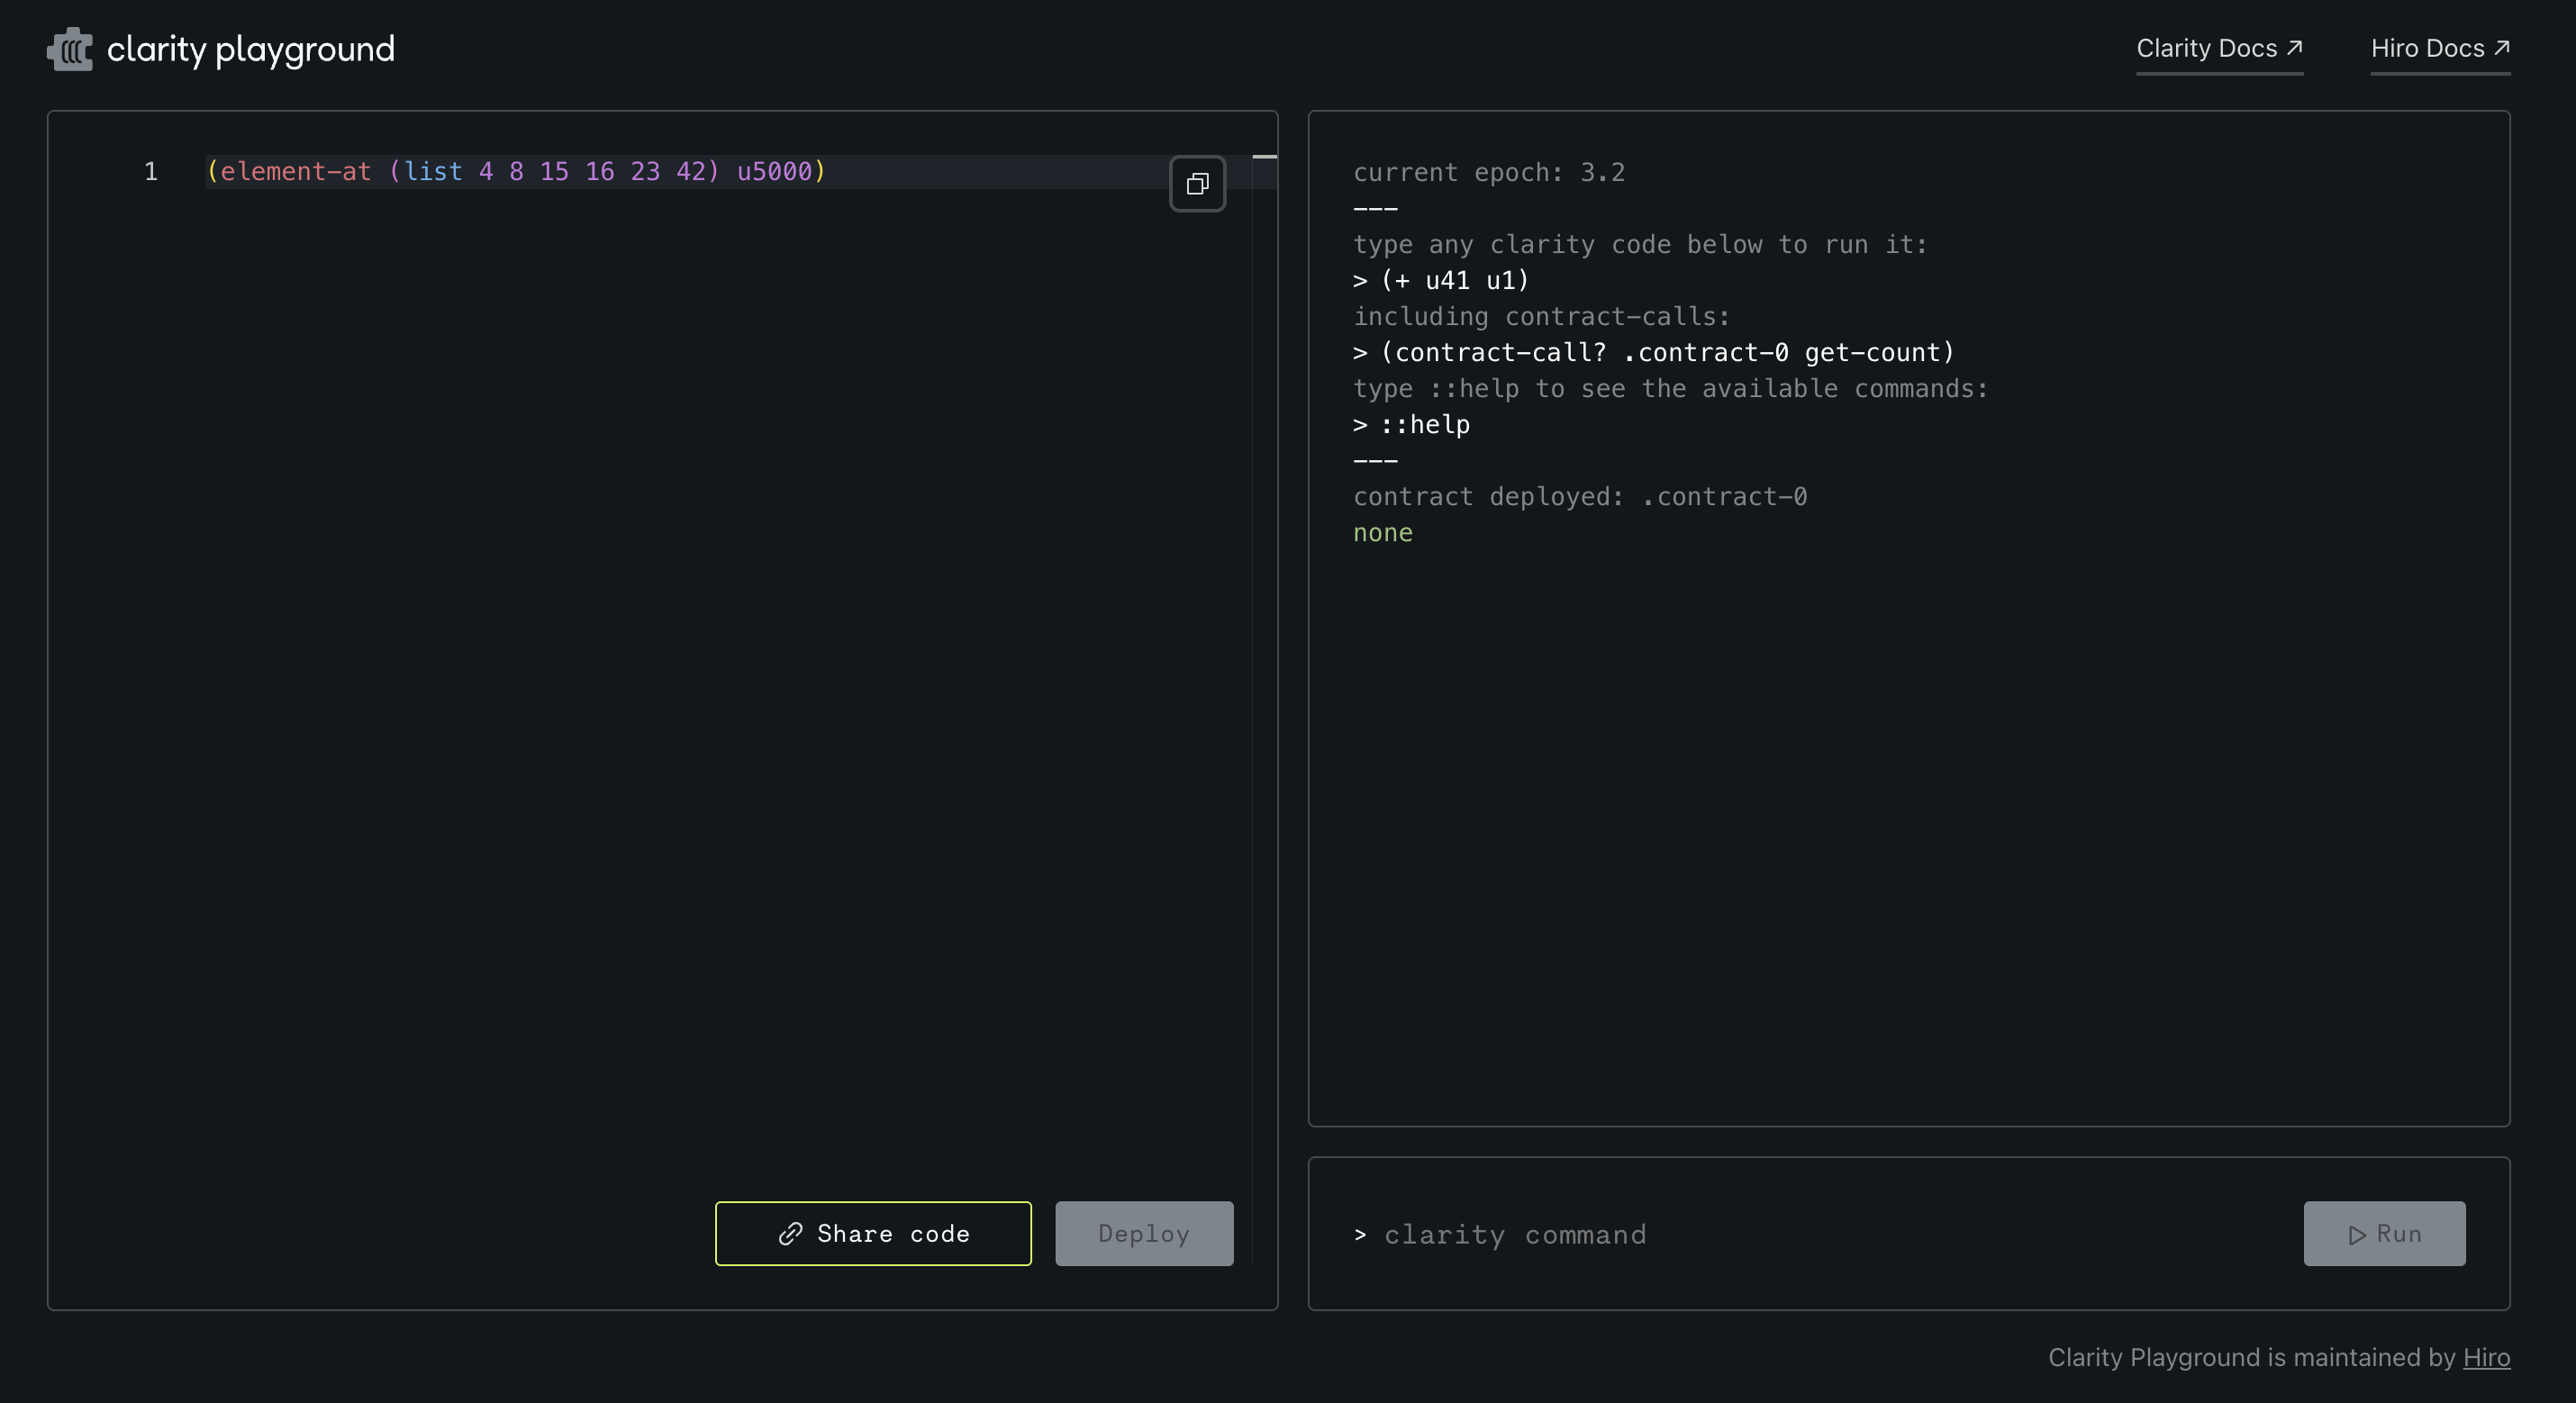 clarity playground
Clarity Docs ↗
Hiro Docs ↗
1 (element-at (list 4 8 15 16 23 42) u5000)
current epoch: 3.2
---
type any clarity code below to run it:
> (+ u41 u1)
including contract-calls:
> (contract-call? .contract-0 get-count)
type ::help to see the available commands:
> ::help
---
contract deployed: .contract-0
none
Share code
Deploy
> clarity command
Run
Clarity Playground is maintained by Hiro